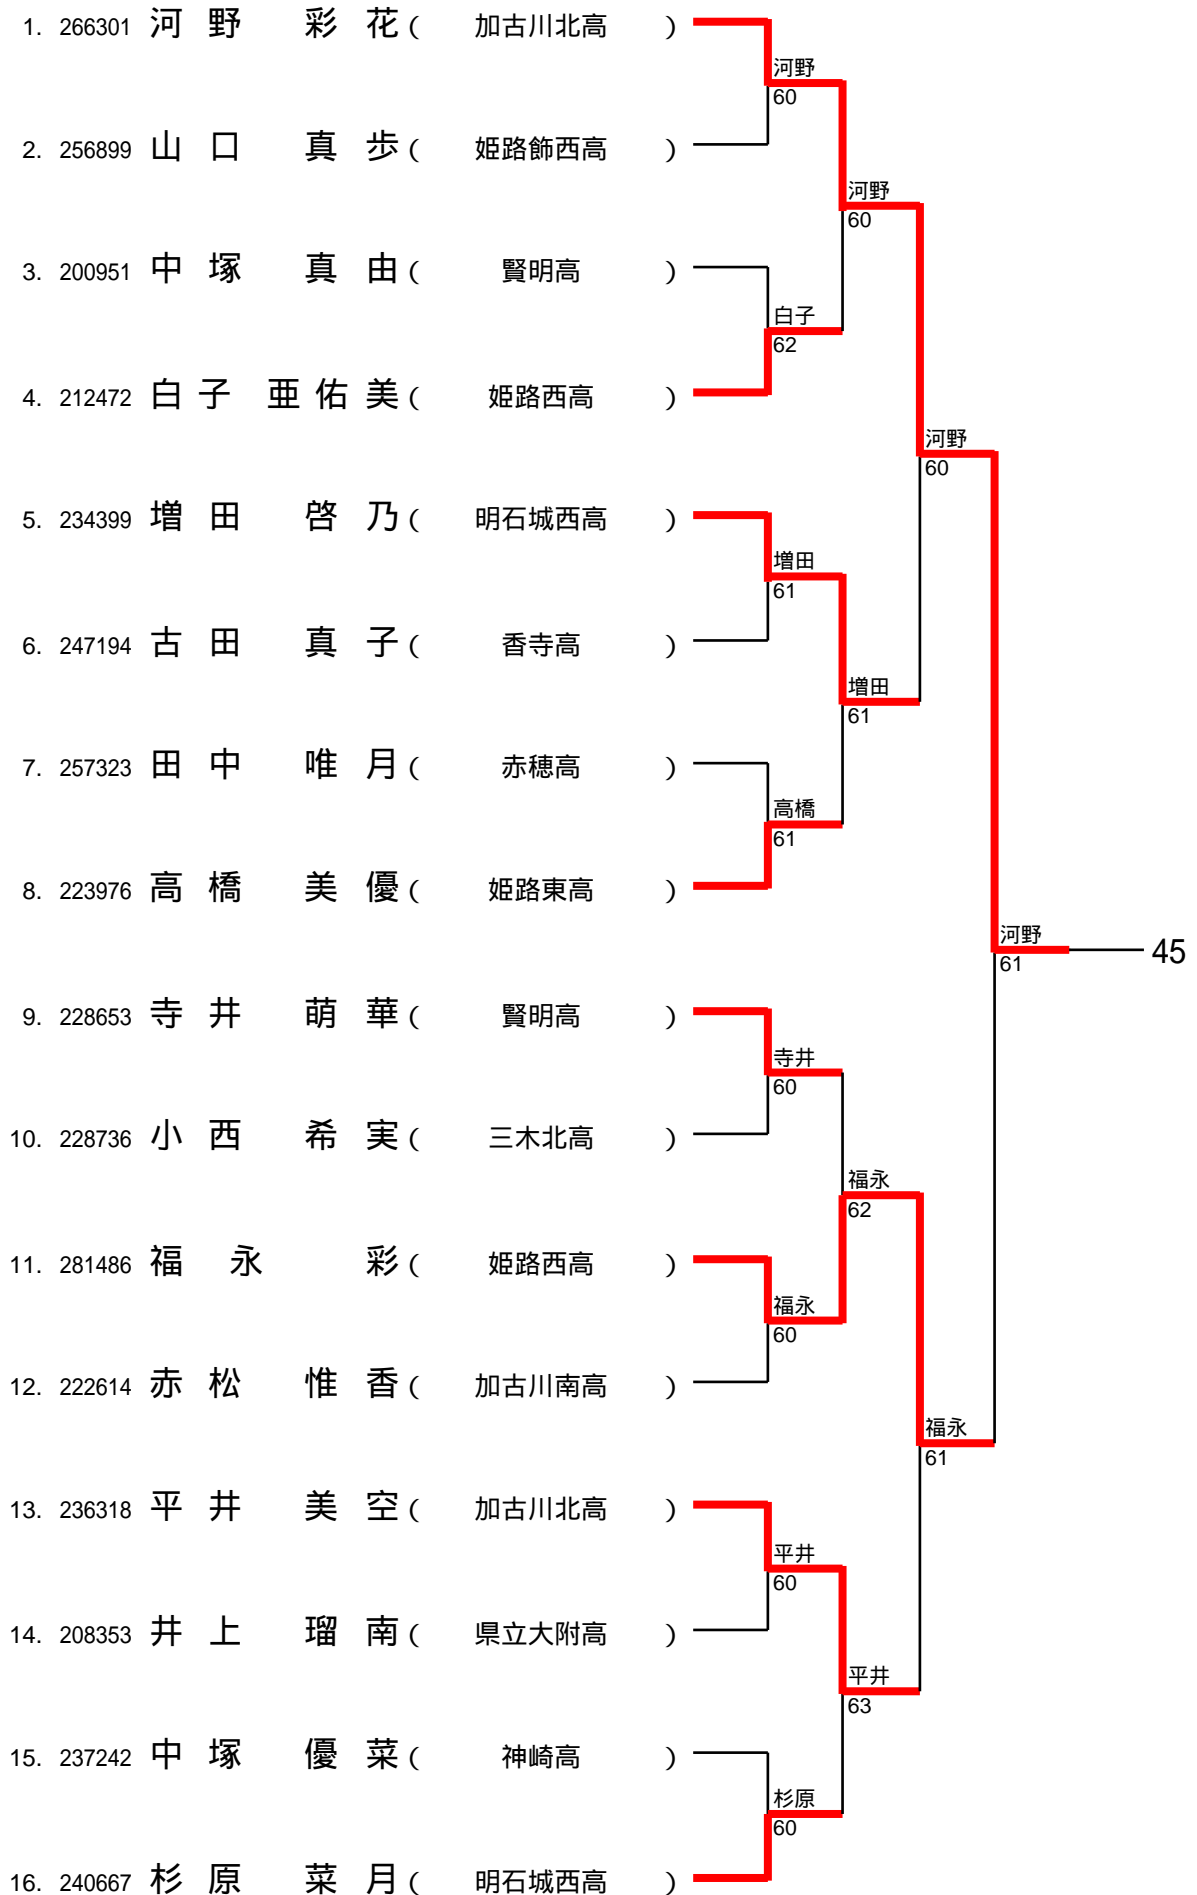 1. 266301 河野 彩花 ( 加古川北高 )
河野
60
2. 256899 山口 真歩 ( 姫路飾西高 )
河野
60
3. 200951 中塚 真由 ( 賢明高 )
白子
62
4. 212472 白子 亜佑美 ( 姫路西高 )
河野
60
5. 234399 増田 啓乃 ( 明石城西高 )
増田
61
6. 247194 古田 真子 ( 香寺高 )
増田
61
7. 257323 田中 唯月 ( 赤穂高 )
高橋
61
8. 223976 高橋 美優 ( 姫路東高 )
河野
61
45
9. 228653 寺井 萌華 ( 賢明高 )
寺井
60
10. 228736 小西 希実 ( 三木北高 )
福永
62
11. 281486 福永 彩 ( 姫路西高 )
福永
60
12. 222614 赤松 惟香 ( 加古川南高 )
福永
61
13. 236318 平井 美空 ( 加古川北高 )
平井
60
14. 208353 井上 瑠南 ( 県立大附高 )
平井
63
15. 237242 中塚 優菜 ( 神崎高 )
杉原
60
16. 240667 杉原 菜月 ( 明石城西高 )